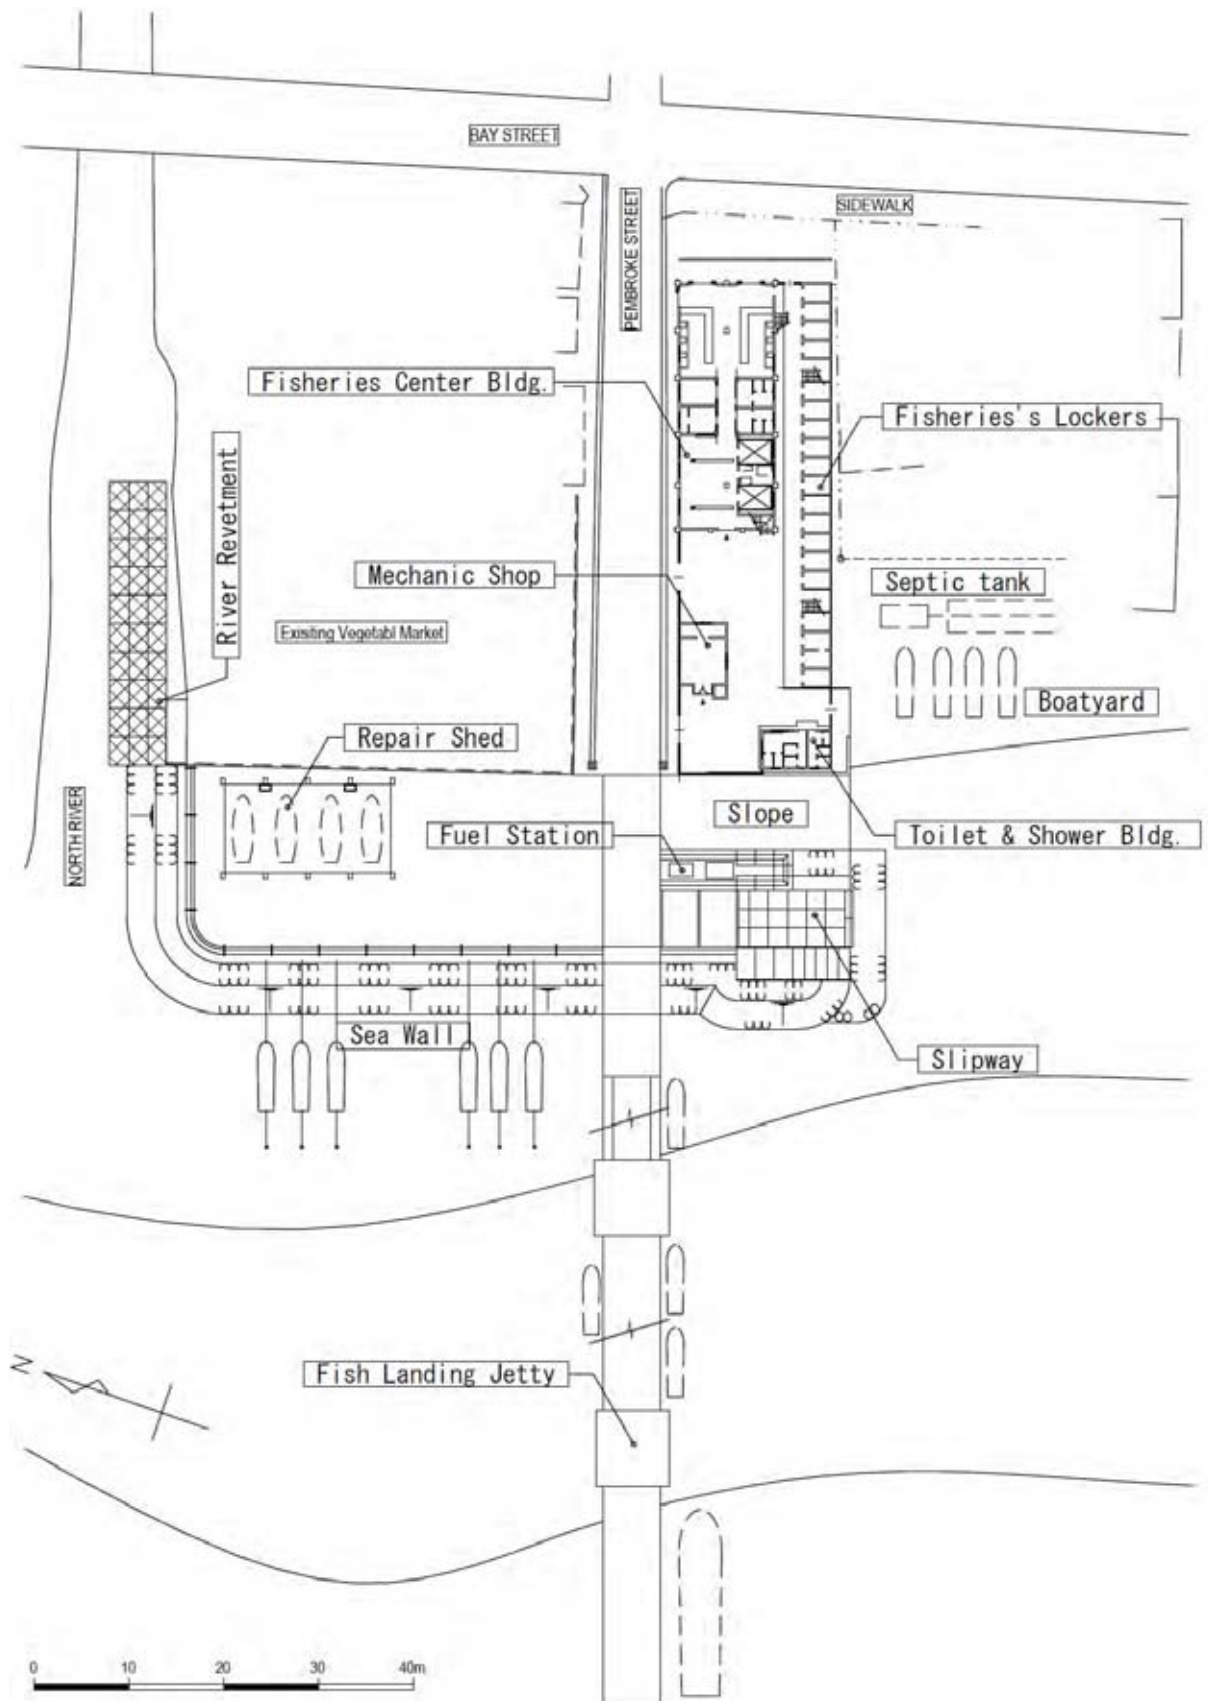 BAY STREET
PEMBROKE STREET
SIDEWALK
Fisheries Center Bldg.
Fisheries's Lockers
River Revetment
Mechanic Shop
Septic tank
Exisiting Vegetabl Market
Boatyard
Repair Shed
NORTH RIVER
Slope
Fuel Station
Toilet & Shower Bldg.
Sea Wall
Slipway
Fish Landing Jetty
N
0 10 20 30 40m